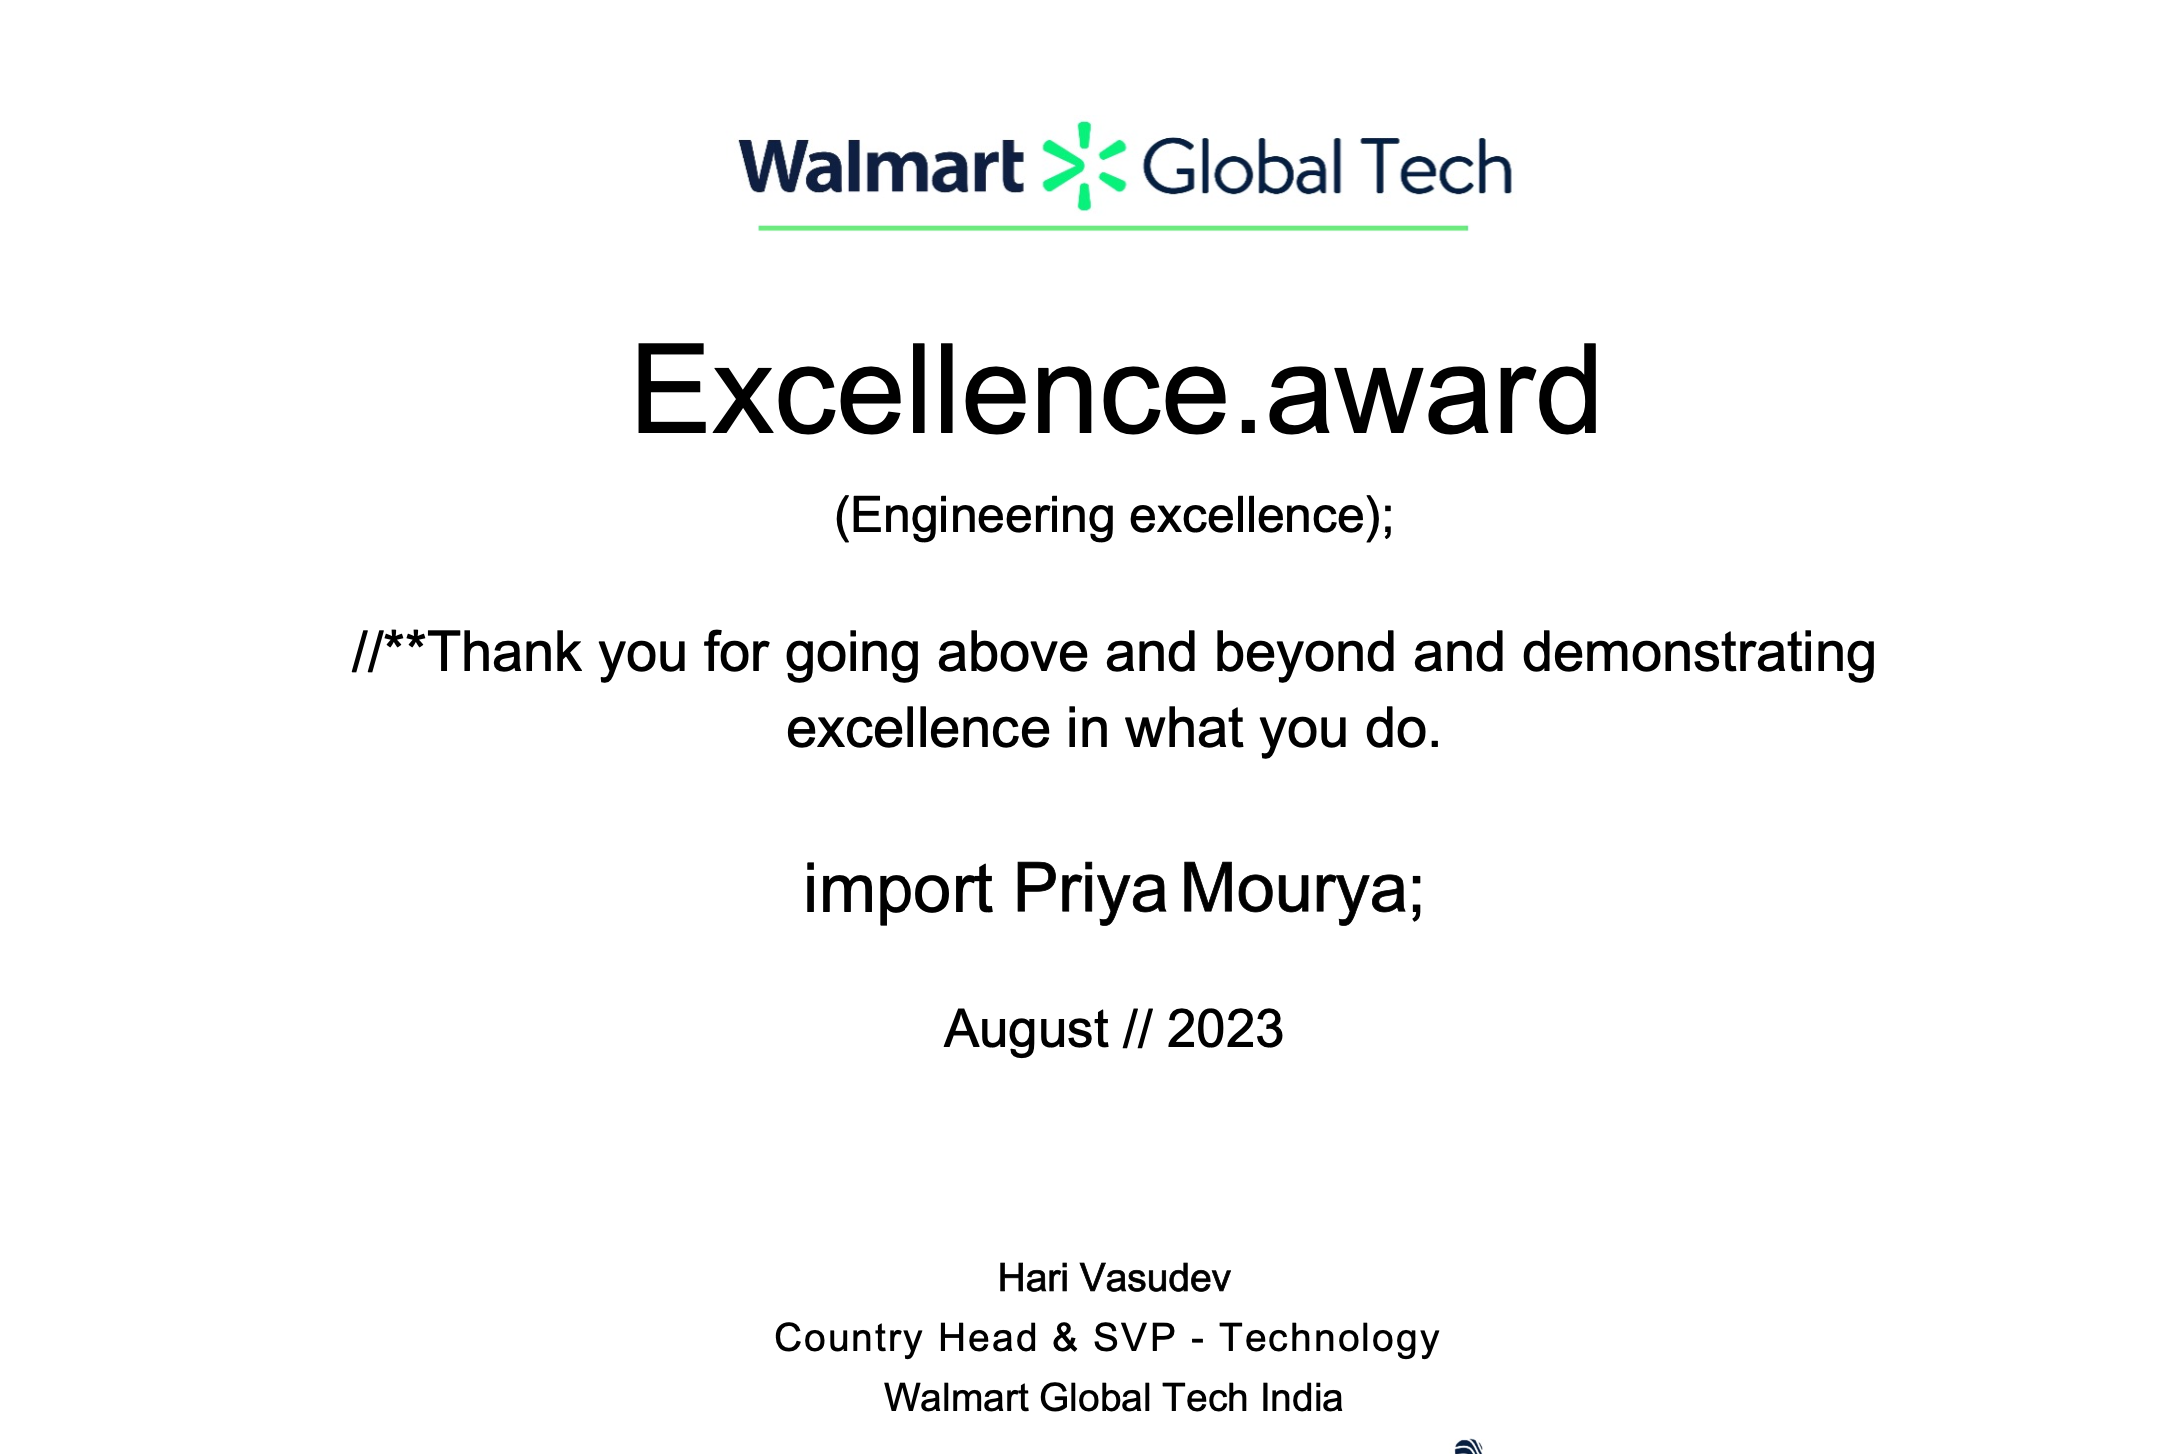 Walmart Global Tech
Excellence.award
(Engineering excellence);
//**Thank you for going above and beyond and demonstrating
excellence in what you do.
import Priya Mourya;
August // 2023
Hari Vasudev
Country Head & SVP - Technology
Walmart Global Tech India